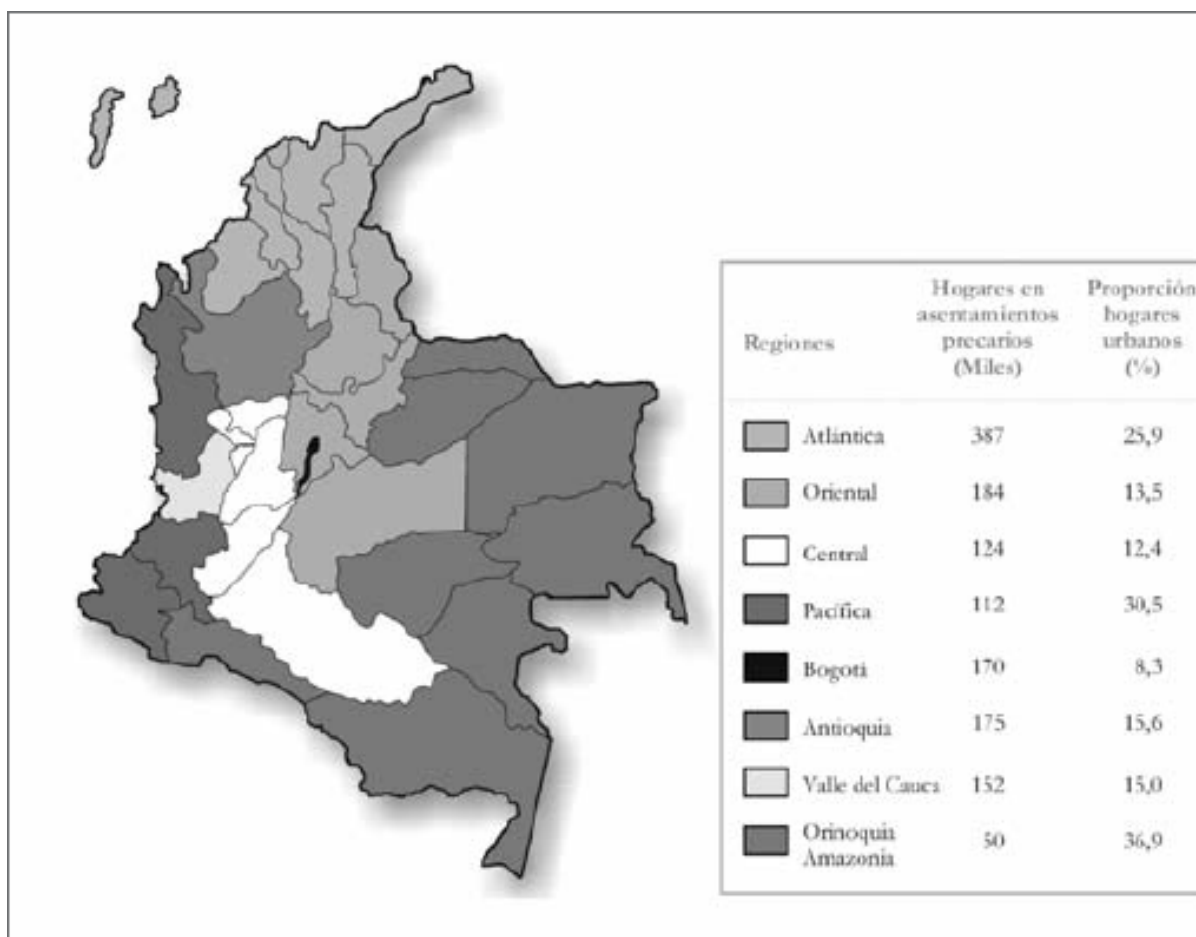 Regiones
Hogares en
asentamientos
precarios
(Miles)
Proporción
hogares
urbanos
(%)
Atlántica 387 25,9
Oriental 184 13,5
Central 124 12,4
Pacífica 112 30,5
Bogotá 170 8,3
Antioquia 175 15,6
Valle del Cauca 152 15,0
Orinoquia
Amazonía 50 36,9